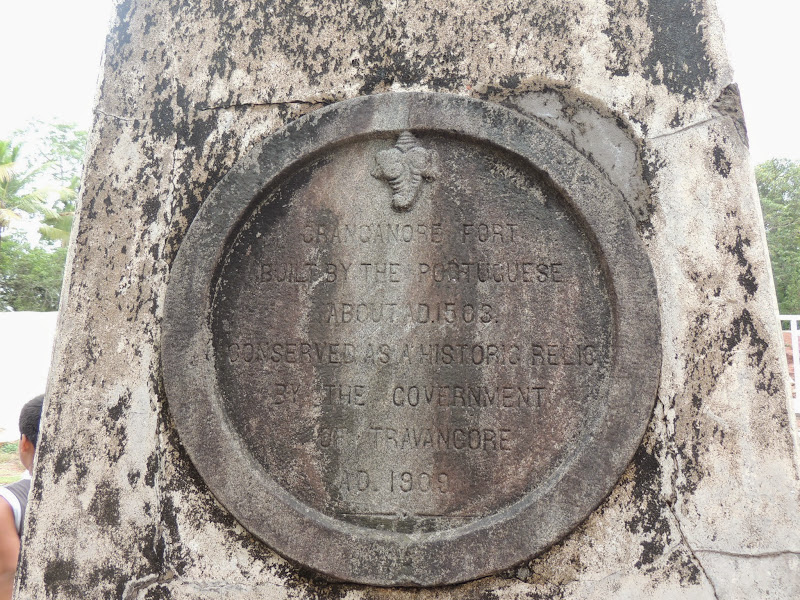 CRANGANORE FORT
BUILT BY THE PORTUGUESE
ABOUT A.D. 1503.
CONSERVED AS A HISTORIC RELIC
BY THE GOVERNMENT
OF TRAVANCORE
A.D. 1909